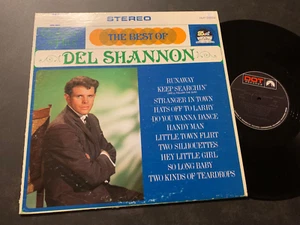 STEREO
THE BEST OF
DEL SHANNON
RUNAWAY
KEEP SEARCHIN'
STRANGER IN TOWN
HATS OFF TO LARRY
DO YOU WANNA DANCE
HANDY MAN
LITTLE TOWN FLIRT
TWO SILHOUETTES
HEY LITTLE GIRL
SO LONG BABY
TWO KINDS OF TEARDROPS
DOT